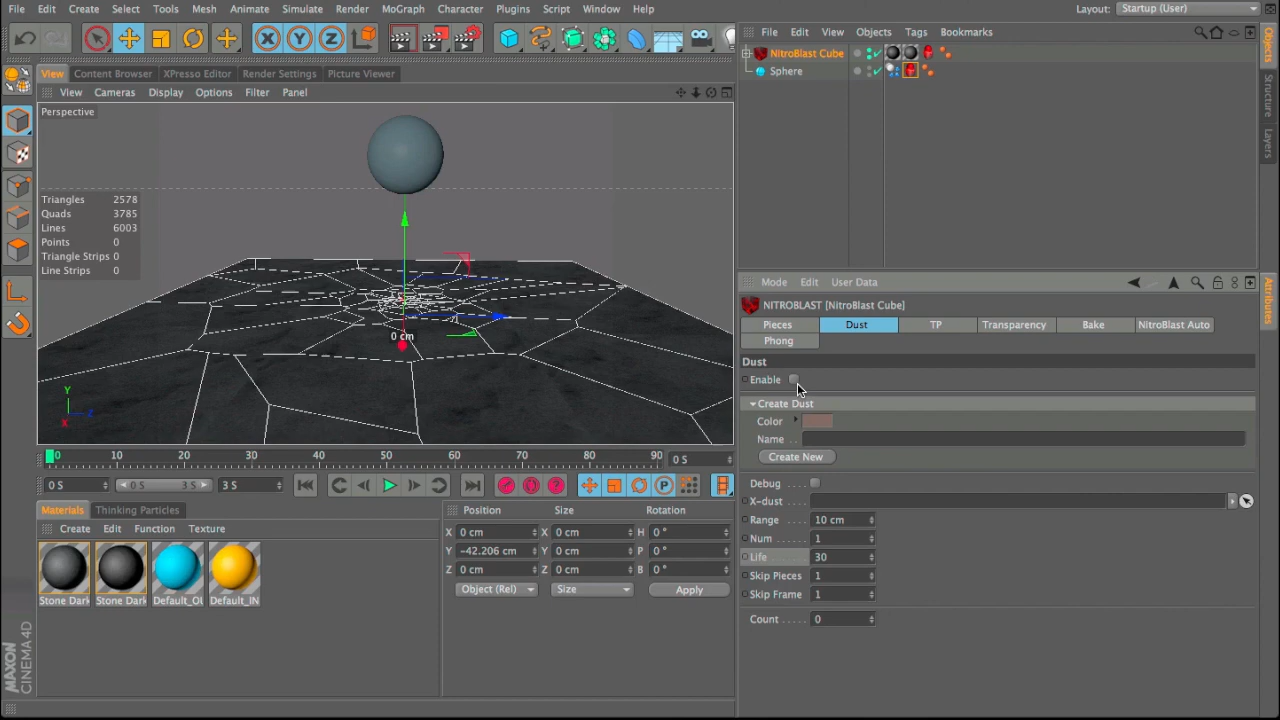 File Edit Create Select Tools Mesh Animate Simulate Render MoGraph Character Plugins Script Window Help Layout: Startup (User)
X Y Z
File Edit View Objects Tags Bookmarks
NitroBlast Cube
Sphere
Objects
Structure
Layers
View Content Browser XPresso Editor Render Settings Picture Viewer
View Cameras Display Options Filter Panel
Perspective
Triangles 2578
Quads 3785
Lines 6003
Points 0
Triangle Strips 0
Line Strips 0
0 cm
Y
Z
X
0 10 20 30 40 50 60 70 80 90 0 S
0 S 0 S 3 S 3 S
P
Materials Thinking Particles
Create Edit Function Texture
Stone Dark Stone Dark Default_OU Default_IN
Position Size Rotation
X 0 cm X 0 cm H 0 °
Y -42.206 cm Y 0 cm P 0 °
Z 0 cm Z 0 cm B 0 °
Object (Rel) Size Apply
MAXON
CINEMA 4D
Mode Edit User Data
NITROBLAST [NitroBlast Cube]
Pieces Dust TP Transparency Bake NitroBlast Auto
Phong
Dust
Enable
Create Dust
Color
Name . .
Create New
Debug . . . . .
X-dust . . . .
Range . . . . 10 cm
Num . . . . . 1
Life . . . . . . 30
Skip Pieces 1
Skip Frame . 1
Count . . . . . 0
Attributes